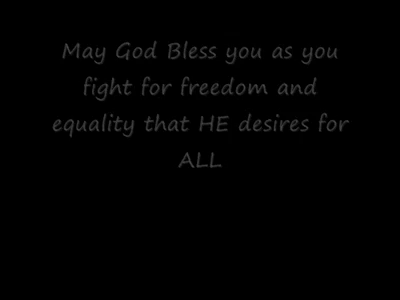 May God Bless you as you
fight for freedom and
equality that HE desires for
ALL